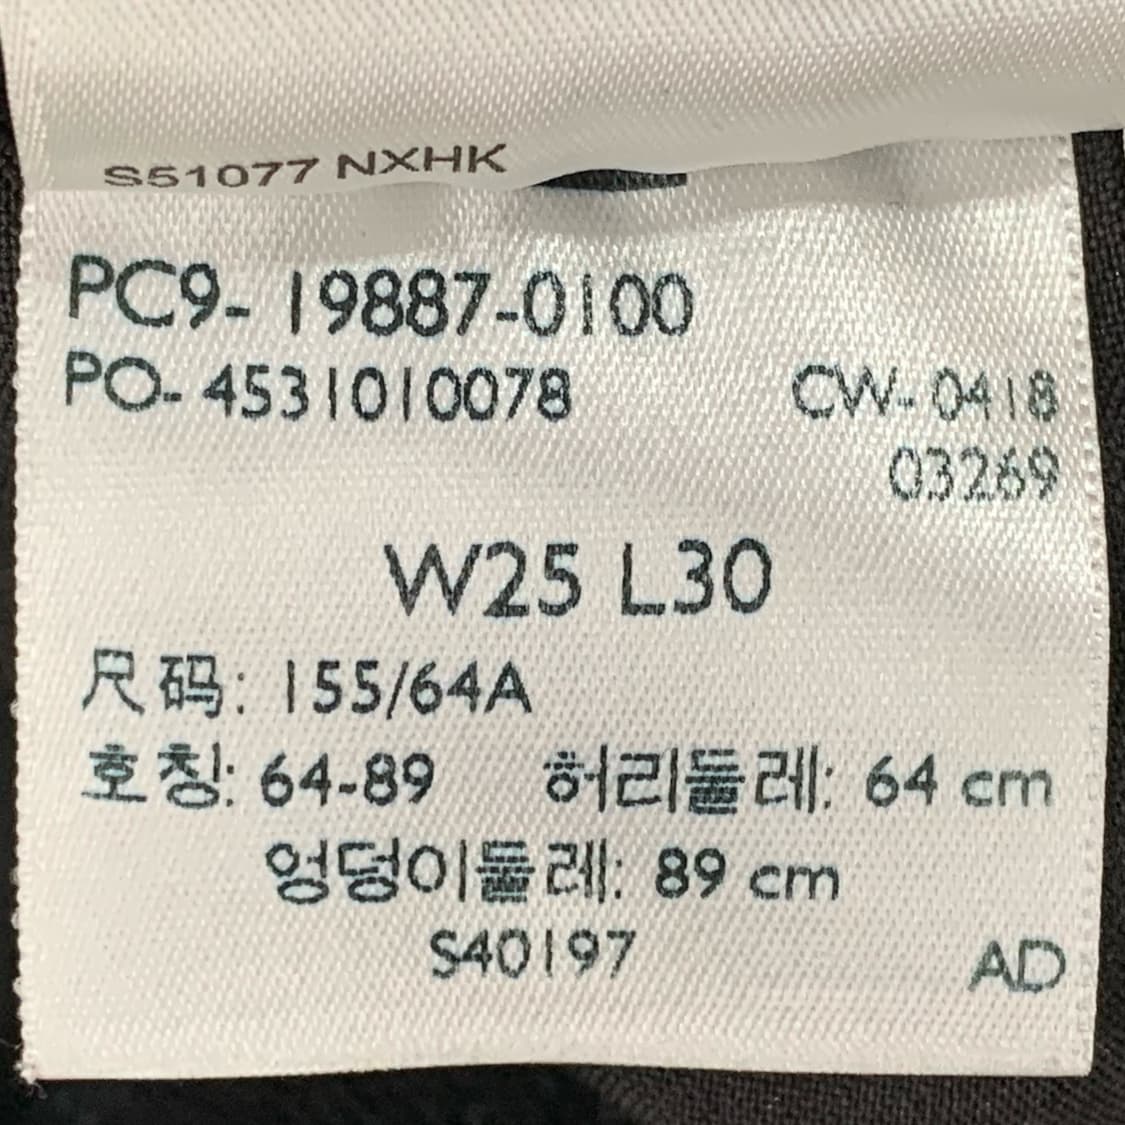 S51077 NXHK
PC9- 19887-0100
PO- 4531010078 CW- 0418
03269
W25 L30
尺码: 155/64A
호칭: 64-89 허리둘레: 64 cm
엉덩이둘레: 89 cm
S40197 AD